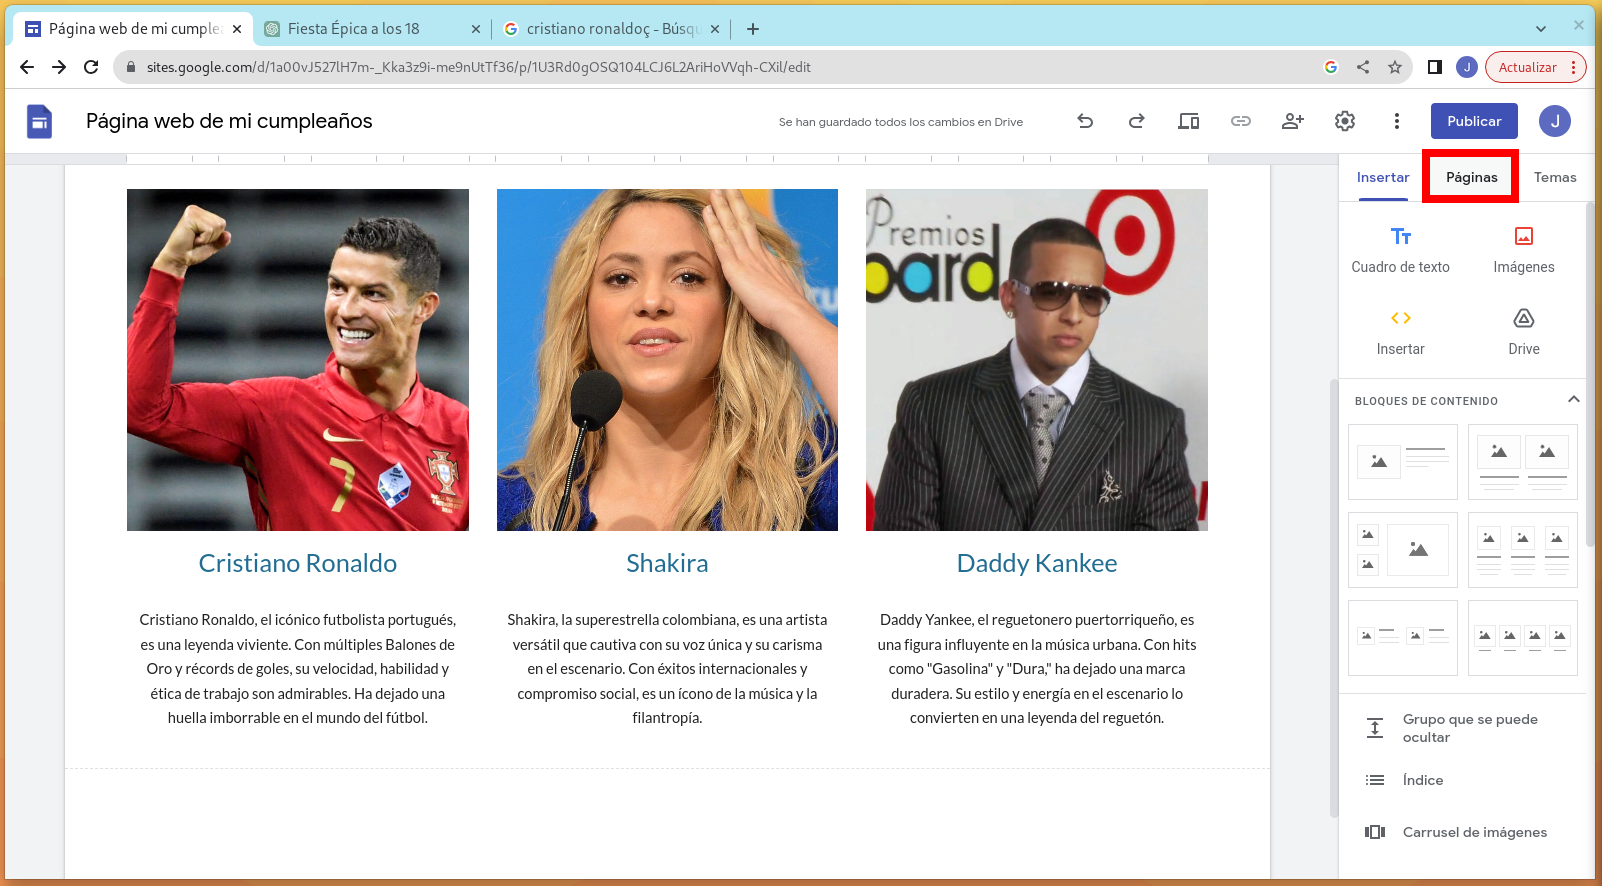 Página web de mi cumplea
Fiesta Épica a los 18
cristiano ronaldoç - Búsqu
sites.google.com/d/1a00vJ527lH7m-_Kka3z9i-me9nUtTf36/p/1U3Rd0gOSQ104LCJ6L2AriHoVVqh-CXil/edit
J
Actualizar
Página web de mi cumpleaños
Se han guardado todos los cambios en Drive
Publicar
J
Insertar
Páginas
Temas
Cuadro de texto
Imágenes
Insertar
Drive
BLOQUES DE CONTENIDO
Grupo que se puede
ocultar
Índice
Carrusel de imágenes
7
Premios
board
Cristiano Ronaldo
Cristiano Ronaldo, el icónico futbolista portugués,
es una leyenda viviente. Con múltiples Balones de
Oro y récords de goles, su velocidad, habilidad y
ética de trabajo son admirables. Ha dejado una
huella imborrable en el mundo del fútbol.
Shakira
Shakira, la superestrella colombiana, es una artista
versátil que cautiva con su voz única y su carisma
en el escenario. Con éxitos internacionales y
compromiso social, es un ícono de la música y la
filantropía.
Daddy Kankee
Daddy Yankee, el reguetonero puertorriqueño, es
una figura influyente en la música urbana. Con hits
como "Gasolina" y "Dura," ha dejado una marca
duradera. Su estilo y energía en el escenario lo
convierten en una leyenda del reguetón.